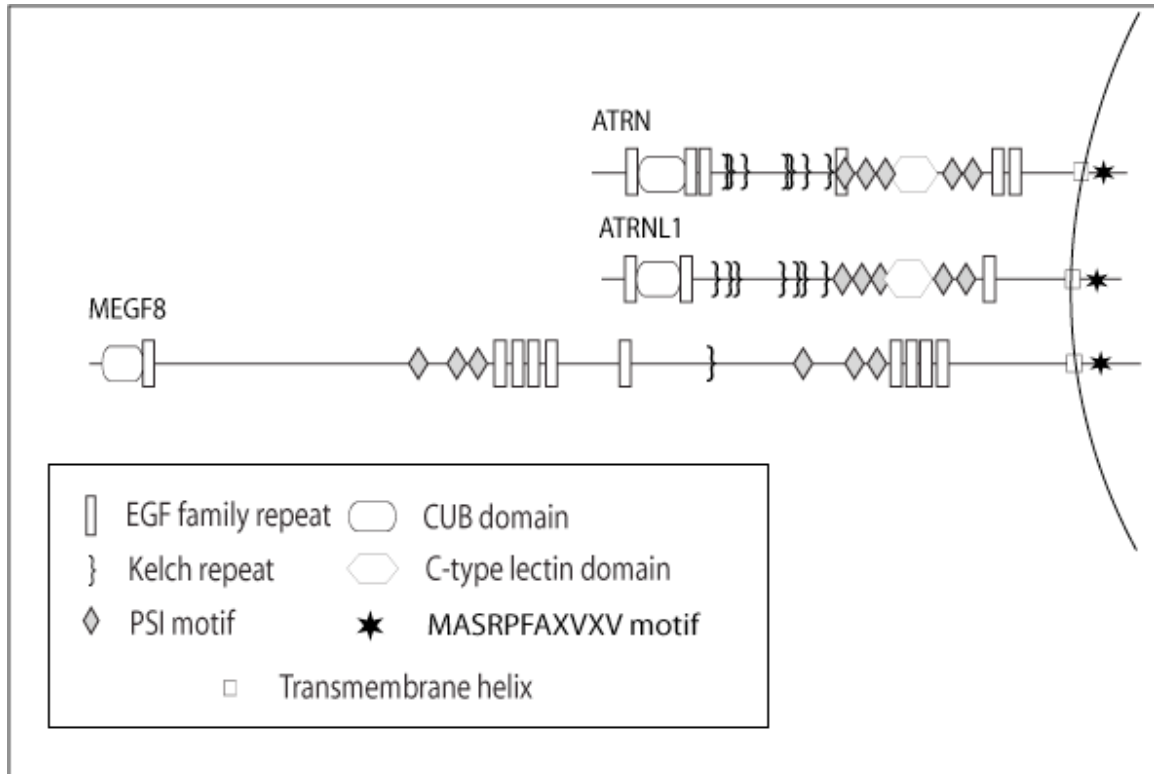 ATRN
ATRNL1
MEGF8
EGF family repeat
CUB domain
Kelch repeat
C-type lectin domain
PSI motif
MASRPFAXVXV motif
Transmembrane helix